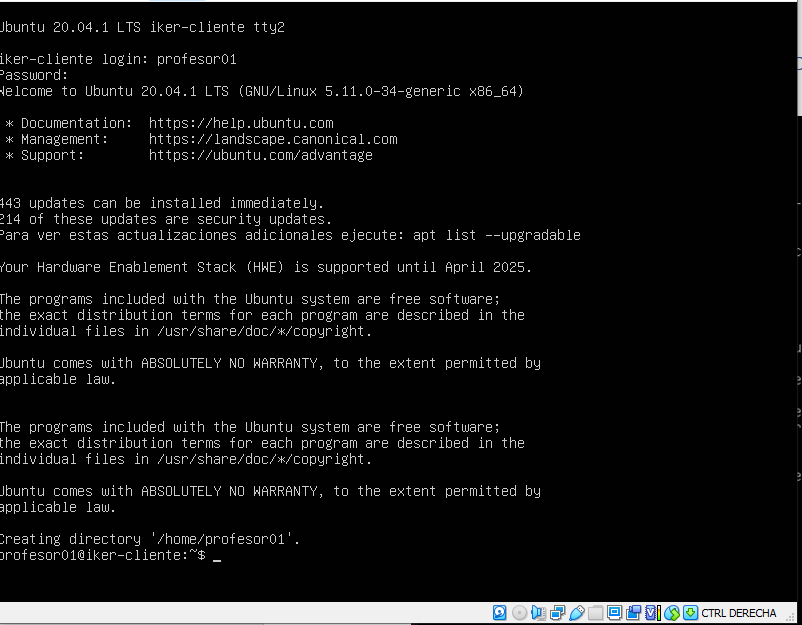 Ubuntu 20.04.1 LTS iker-cliente tty2
iker-cliente login: profesor01
Password:
Welcome to Ubuntu 20.04.1 LTS (GNU/Linux 5.11.0-34-generic x86_64)
* Documentation:  https://help.ubuntu.com
* Management:     https://landscape.canonical.com
* Support:        https://ubuntu.com/advantage
443 updates can be installed immediately.
214 of these updates are security updates.
Para ver estas actualizaciones adicionales ejecute: apt list --upgradable
Your Hardware Enablement Stack (HWE) is supported until April 2025.
The programs included with the Ubuntu system are free software;
the exact distribution terms for each program are described in the
individual files in /usr/share/doc/*/copyright.
Ubuntu comes with ABSOLUTELY NO WARRANTY, to the extent permitted by
applicable law.
The programs included with the Ubuntu system are free software;
the exact distribution terms for each program are described in the
individual files in /usr/share/doc/*/copyright.
Ubuntu comes with ABSOLUTELY NO WARRANTY, to the extent permitted by
applicable law.
Creating directory '/home/profesor01'.
profesor01@iker-cliente:~$ _
CTRL DERECHA